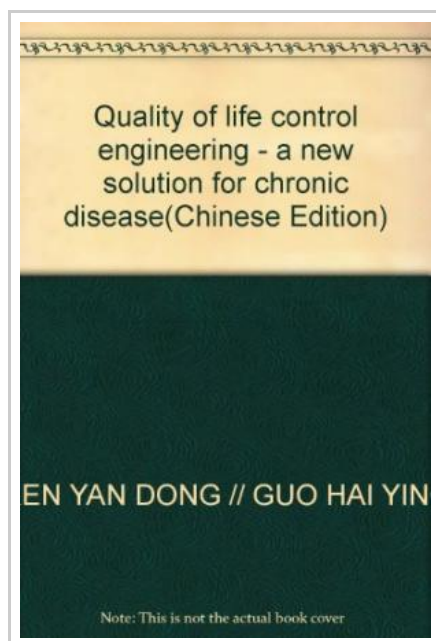 Quality of life control
engineering - a new
solution for chronic
disease(Chinese Edition)
EN YAN DONG // GUO HAI YIN
Note: This is not the actual book cover